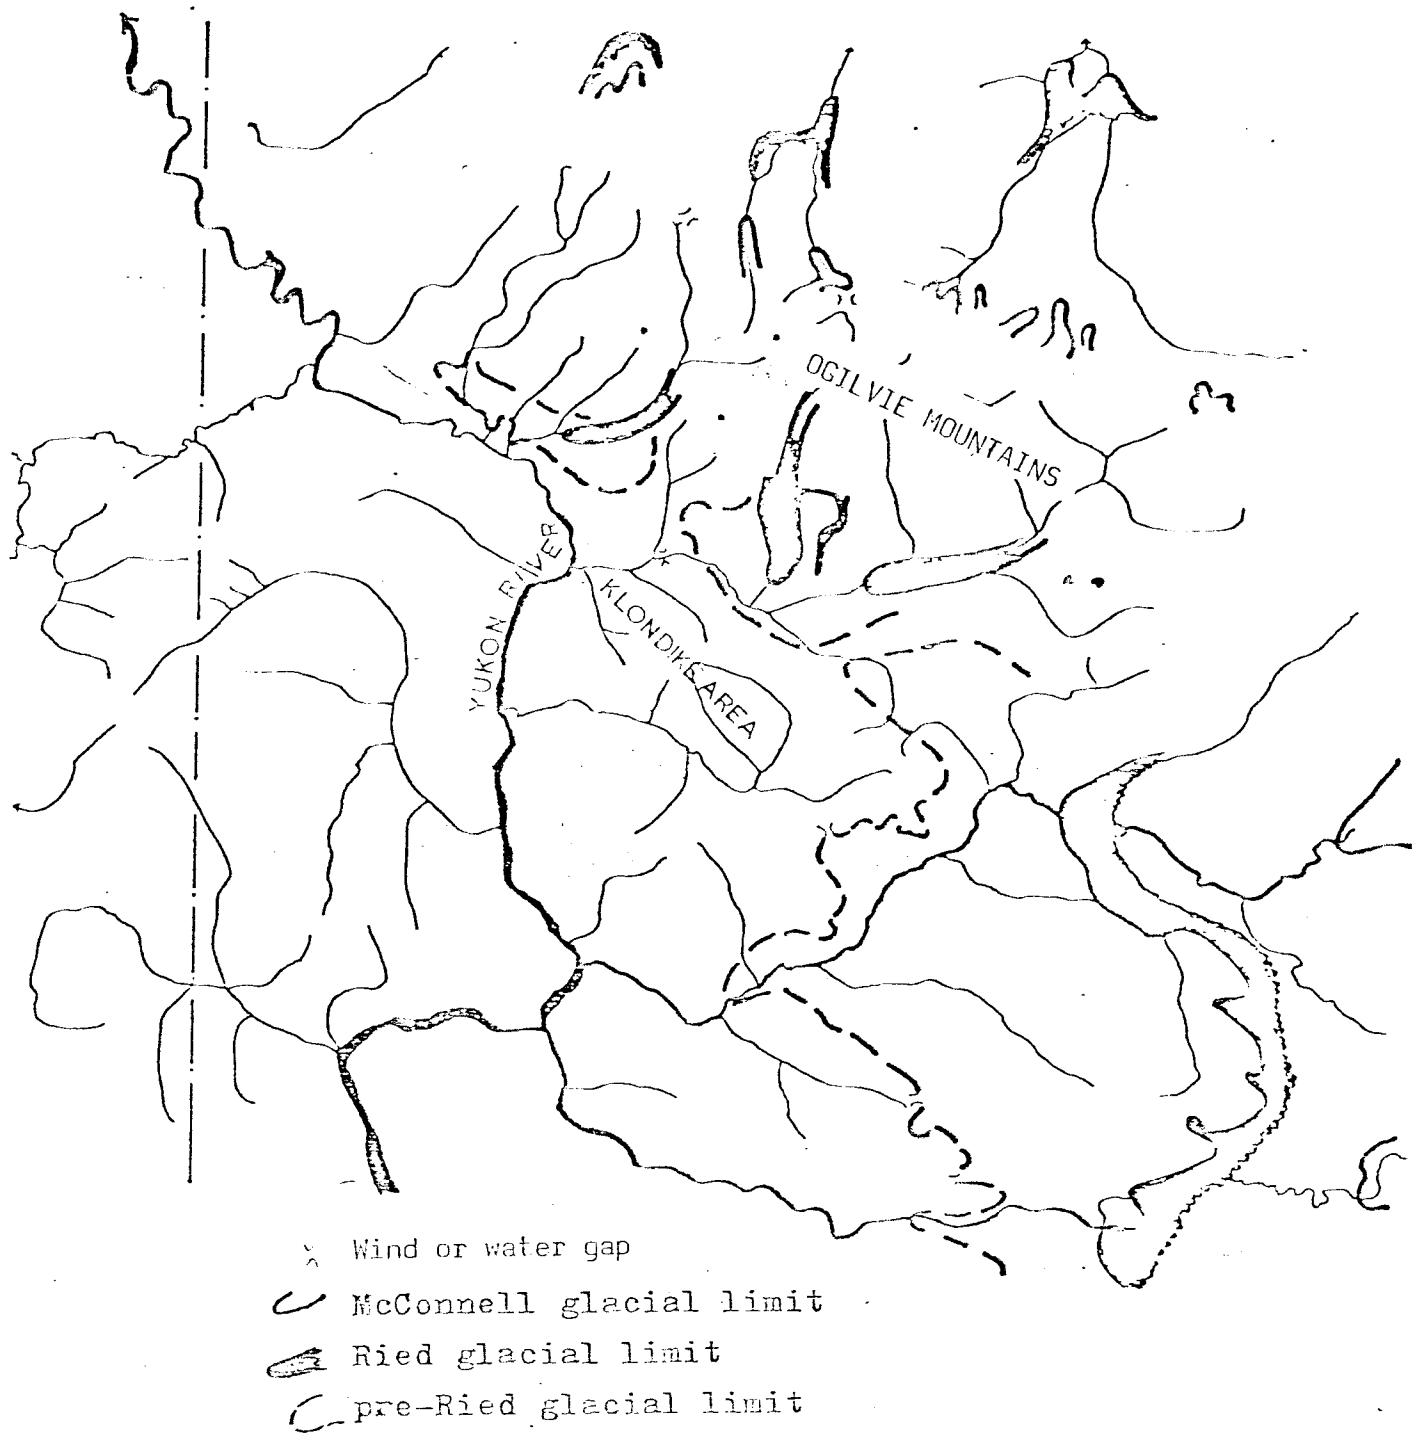 OGILVIE MOUNTAINS
YUKON RIVER
KLONDIKE AREA
Wind or water gap
McConnell glacial limit
Ried glacial limit
pre-Ried glacial limit